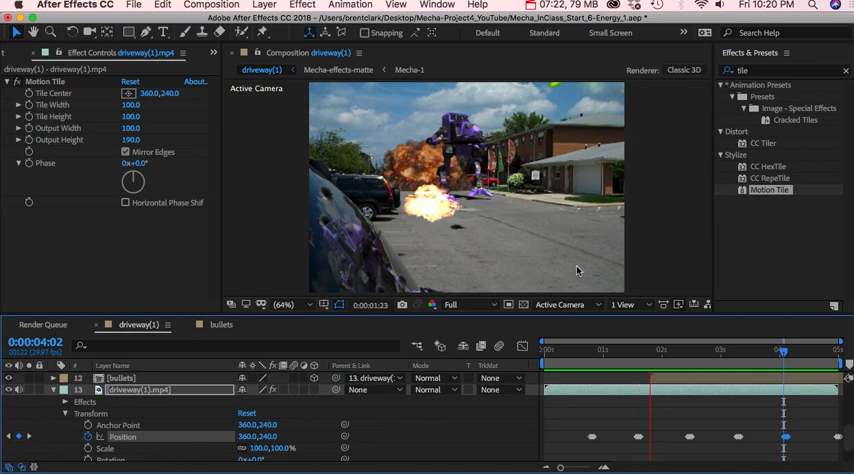 After Effects CC File Edit Composition Layer Effect Animation View Window Help 07:22, 79 MB Fri 10:20 PM
Adobe After Effects CC 2018 - /Users/brentclark/Desktop/Mecha-Project4_YouTube/Mecha_InClass_Start_6-Energy_1.aep *
Snapping Default Standard Small Screen Search Help
Effect Controls driveway(1).mp4
Composition driveway(1)
Effects & Presets
driveway(1) • driveway(1).mp4
driveway(1) Mecha-effects-matte Mecha-1
Renderer: Classic 3D
tile
fx Motion Tile Reset About..
Tile Center 360.0,240.0
Tile Width 100.0
Tile Height 100.0
Output Width 100.0
Output Height 190.0
Mirror Edges
Phase 0x+0.0°
Horizontal Phase Shif
Active Camera
* Animation Presets
Presets
Image - Special Effects
Cracked Tiles
Distort
CC Tiler
Stylize
CC HexTile
CC RepeTile
Motion Tile
(64%) 0:00:01:23 Full Active Camera 1 View
Render Queue driveway(1) bullets
0:00:04:02
00122 (29.97 fps)
:00s 01s 02s 03s 05s
# Layer Name Parent & Link Mode T TrkMat
12 [bullets] 13. driveway( Normal None
13 [driveway(1).mp4] None Normal None
Effects
Transform Reset
Anchor Point 360.0,240.0
Position 360.0,240.0
Scale 100.0,100.0%
Rotation 0x+0.0°